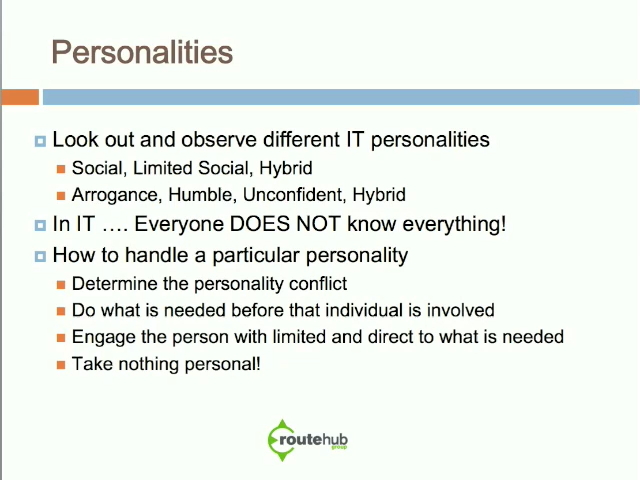 Personalities
Look out and observe different IT personalities
Social, Limited Social, Hybrid
Arrogance, Humble, Unconfident, Hybrid
In IT .... Everyone DOES NOT know everything!
How to handle a particular personality
Determine the personality conflict
Do what is needed before that individual is involved
Engage the person with limited and direct to what is needed
Take nothing personal!
routehub
group